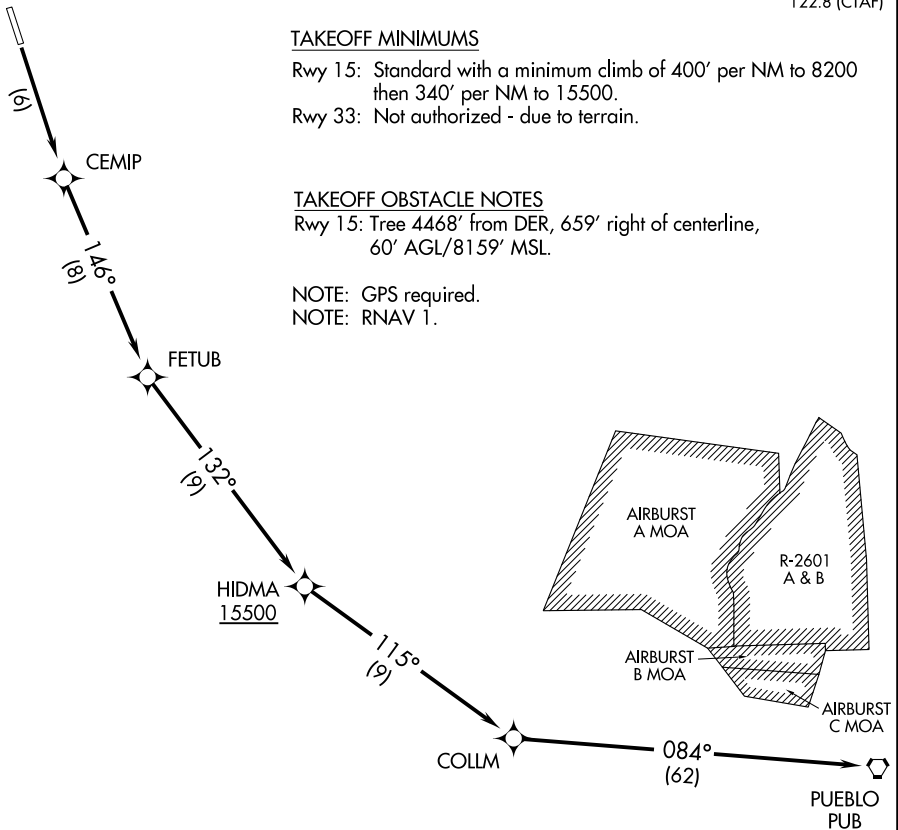 122.8 (CTAF)
TAKEOFF MINIMUMS
Rwy 15: Standard with a minimum climb of 400' per NM to 8200
then 340' per NM to 15500.
Rwy 33: Not authorized - due to terrain.
(6)
CEMIP
TAKEOFF OBSTACLE NOTES
Rwy 15: Tree 4468' from DER, 659' right of centerline,
60' AGL/8159' MSL.
146°
(8)
NOTE: GPS required.
NOTE: RNAV 1.
FETUB
132°
(9)
AIRBURST
A MOA
R-2601
A & B
HIDMA
15500
115°
(9)
AIRBURST
B MOA
AIRBURST
C MOA
COLLM
084°
(62)
PUEBLO
PUB